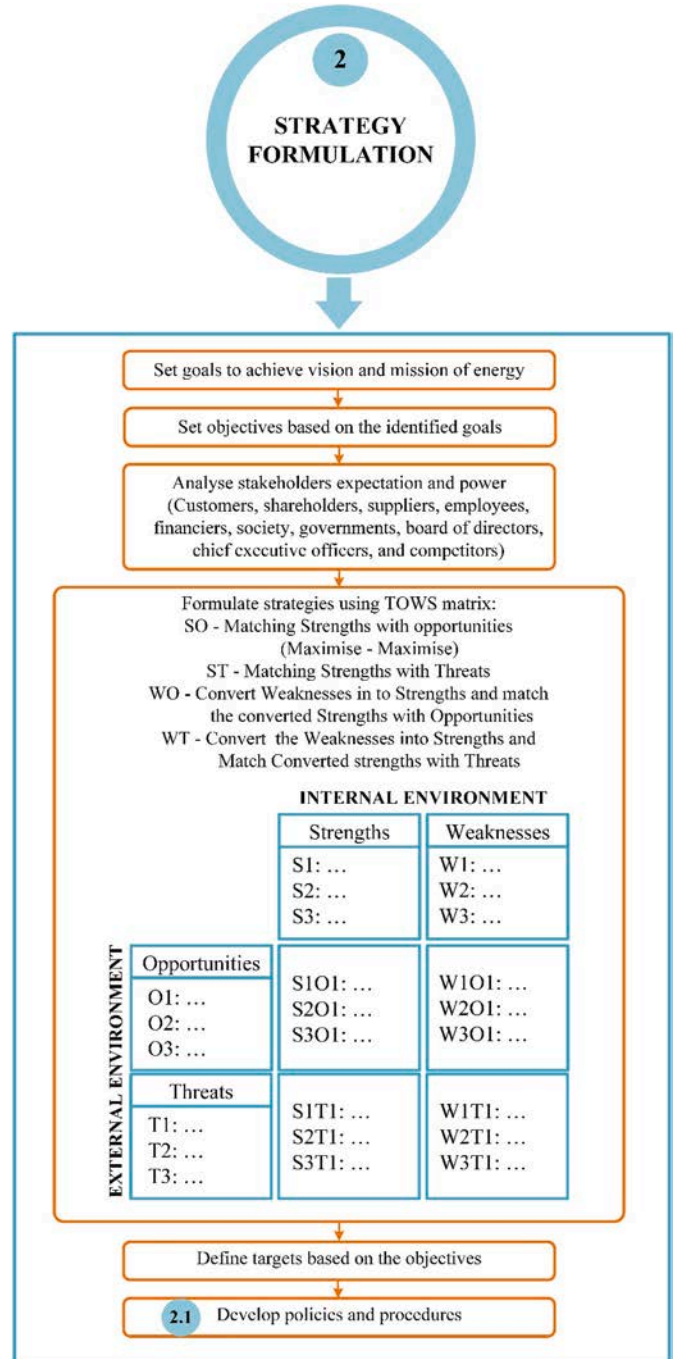 2
STRATEGY
FORMULATION
Set goals to achieve vision and mission of energy
Set objectives based on the identified goals
Analyse stakeholders expectation and power
(Customers, shareholders, suppliers, employees,
financiers, society, governments, board of directors,
chief executive officers, and competitors)
Formulate strategies using TOWS matrix:
SO - Matching Strengths with opportunities
(Maximise - Maximise)
ST - Matching Strengths with Threats
WO - Convert Weaknesses in to Strengths and match
the converted Strengths with Opportunities
WT - Convert the Weaknesses into Strengths and
Match Converted strengths with Threats
INTERNAL ENVIRONMENT
Strengths
S1: …
S2: …
S3: …
Weaknesses
W1: …
W2: …
W3: …
EXTERNAL ENVIRONMENT
Opportunities
O1: …
O2: …
O3: …
S1O1: …
S2O1: …
S3O1: …
W1O1: …
W2O1: …
W3O1: …
Threats
T1: …
T2: …
T3: …
S1T1: …
S2T1: …
S3T1: …
W1T1: …
W2T1: …
W3T1: …
Define targets based on the objectives
2.1 Develop policies and procedures